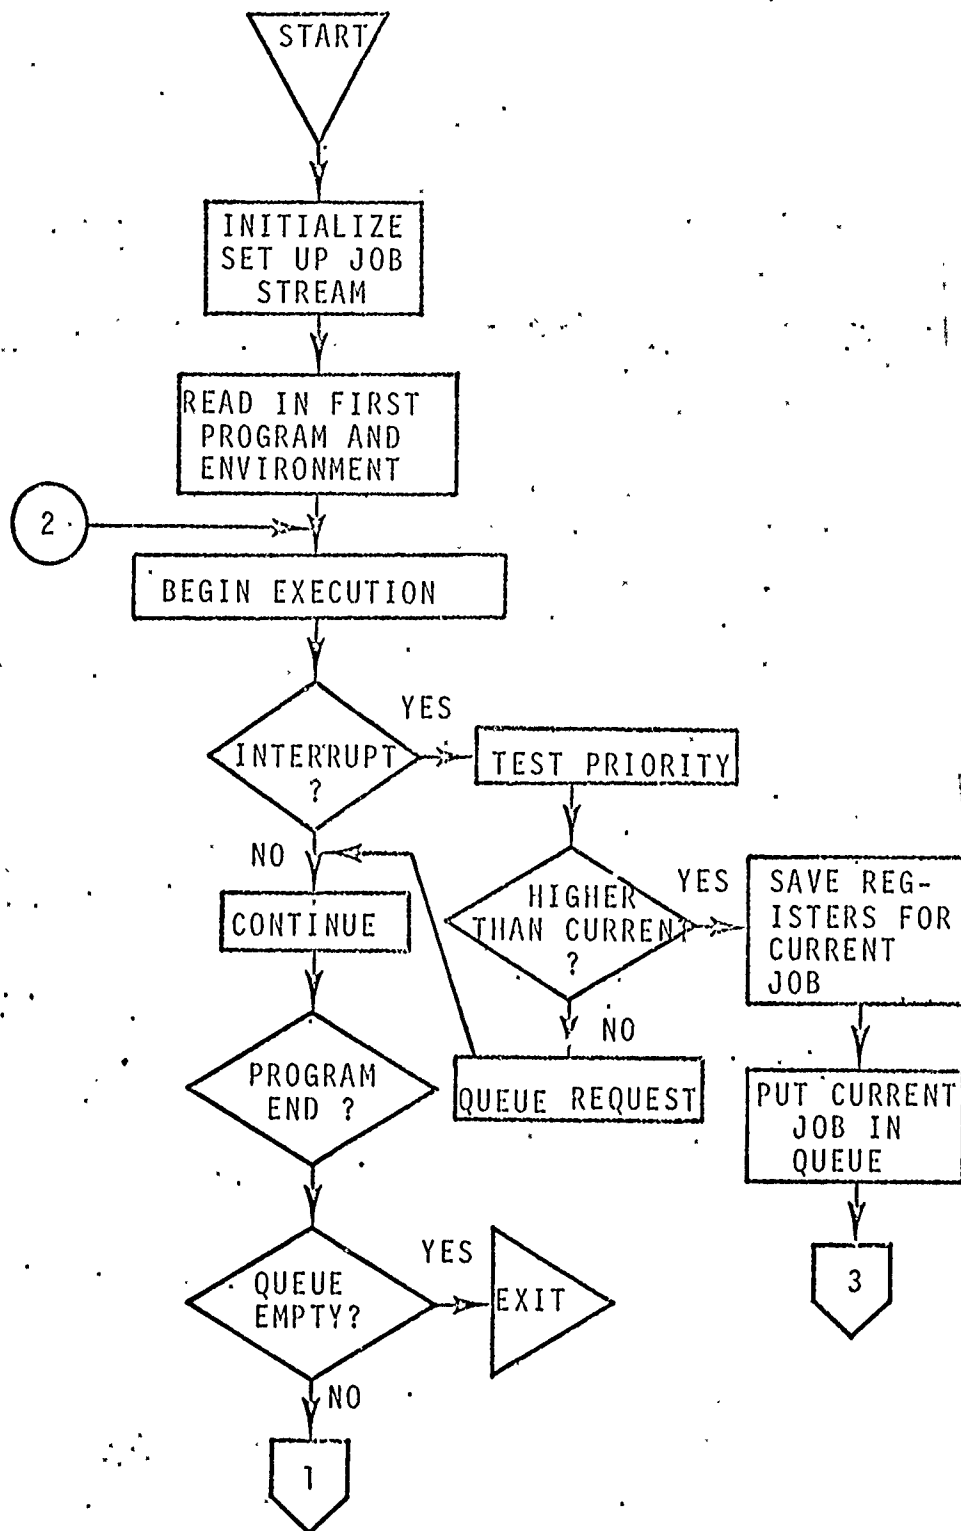 START
INITIALIZE
SET UP JOB
STREAM
READ IN FIRST
PROGRAM AND
ENVIRONMENT
2
BEGIN EXECUTION
YES
INTERRUPT
?
TEST PRIORITY
NO
CONTINUE
HIGHER
THAN CURRENT
?
YES
SAVE REG-
ISTERS FOR
CURRENT
JOB
NO
QUEUE REQUEST
PROGRAM
END ?
PUT CURRENT
JOB IN
QUEUE
3
QUEUE
EMPTY?
YES
EXIT
NO
1